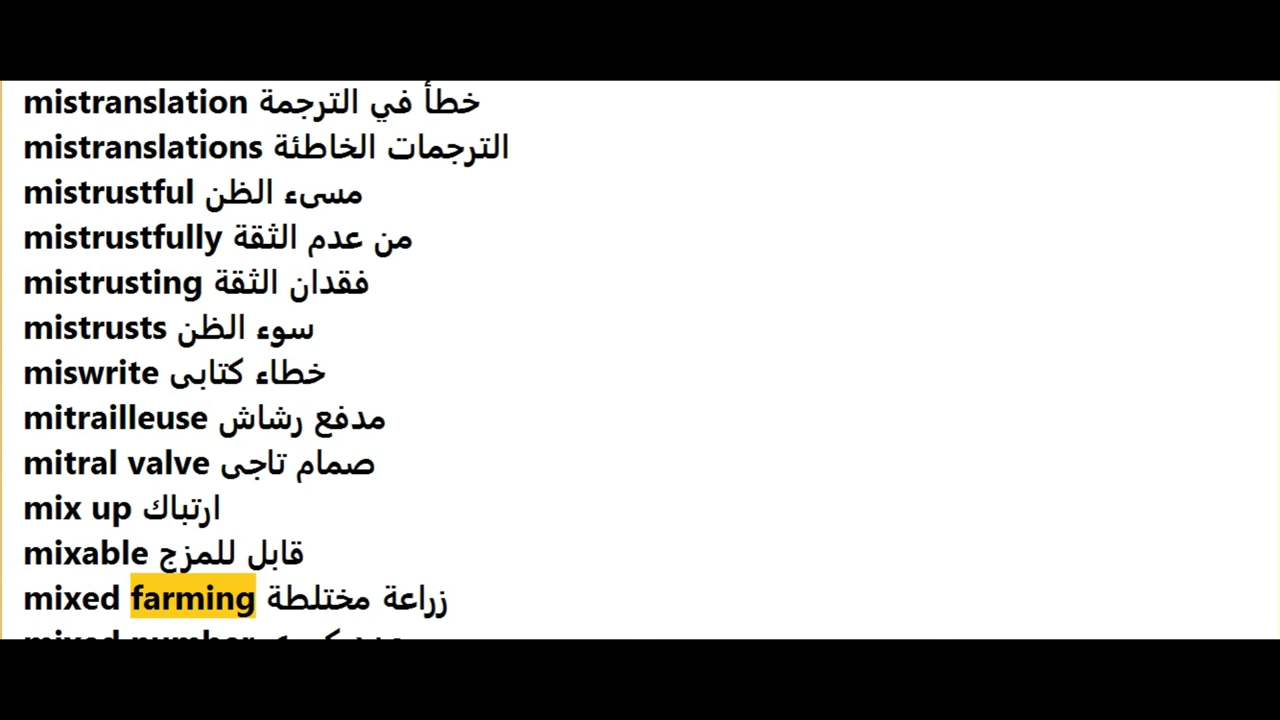 mistranslation خطأ في الترجمة
mistranslations الترجمات الخاطئة
mistrustful مسىء الظن
mistrustfully من عدم الثقة
mistrusting فقدان الثقة
mistrusts سوء الظن
miswrite خطاء كتابى
mitrailleuse مدفع رشاش
mitral valve صمام تاجى
mix up ارتباك
mixable قابل للمزج
mixed farming زراعة مختلطة
mixed number